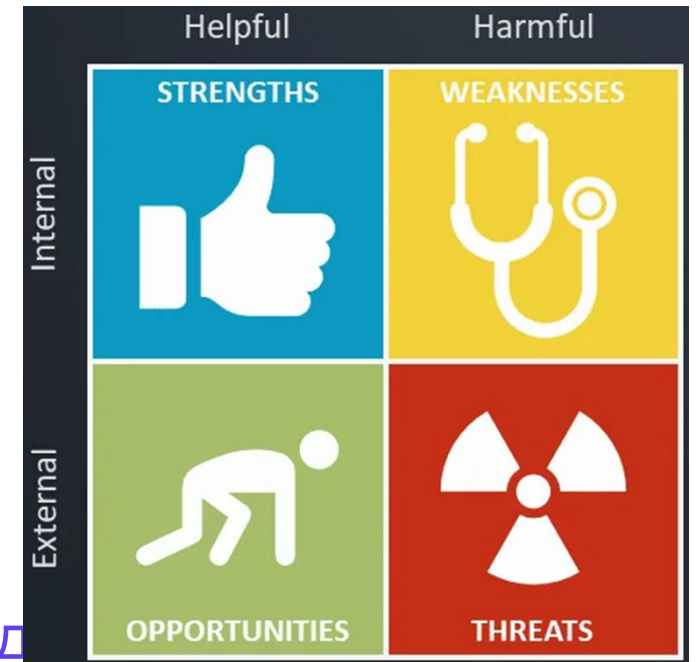 Helpful Harmful
STRENGTHS WEAKNESSES
Internal
External
OPPORTUNITIES THREATS